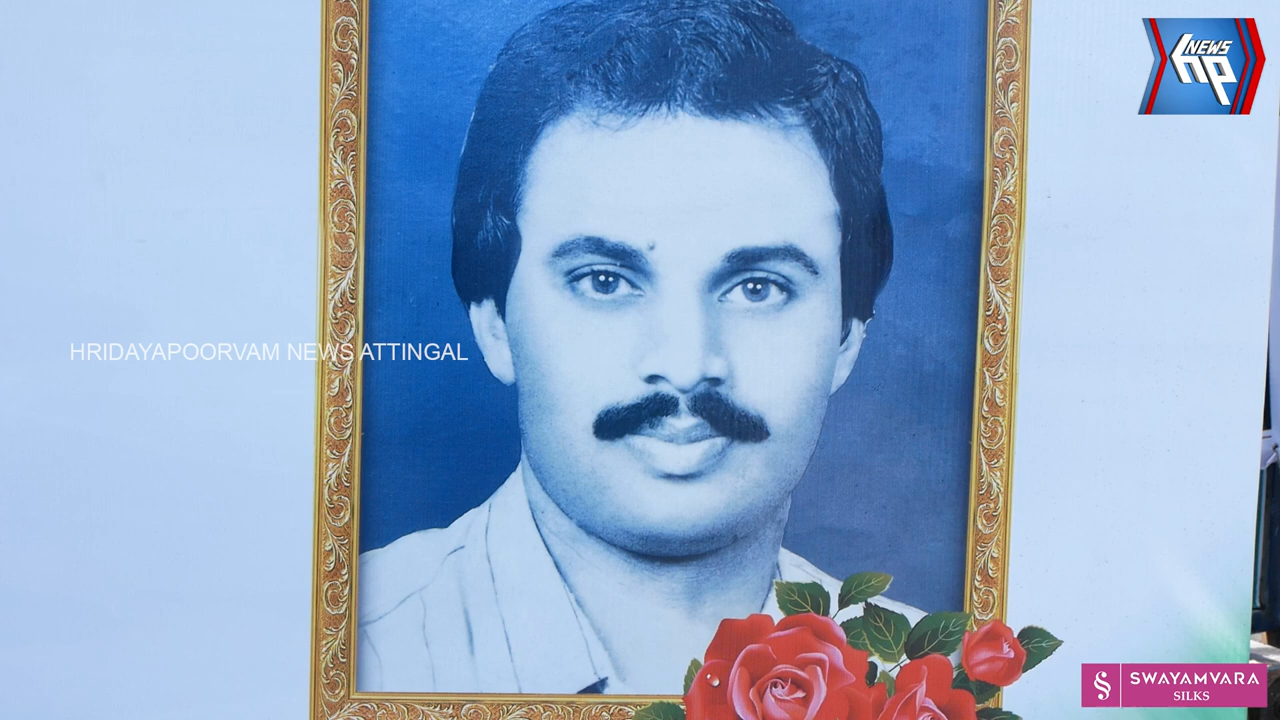 NEWS
hp
HRIDAYAPOORVAM NEWS ATTINGAL
SWAYAMVARA
SILKS